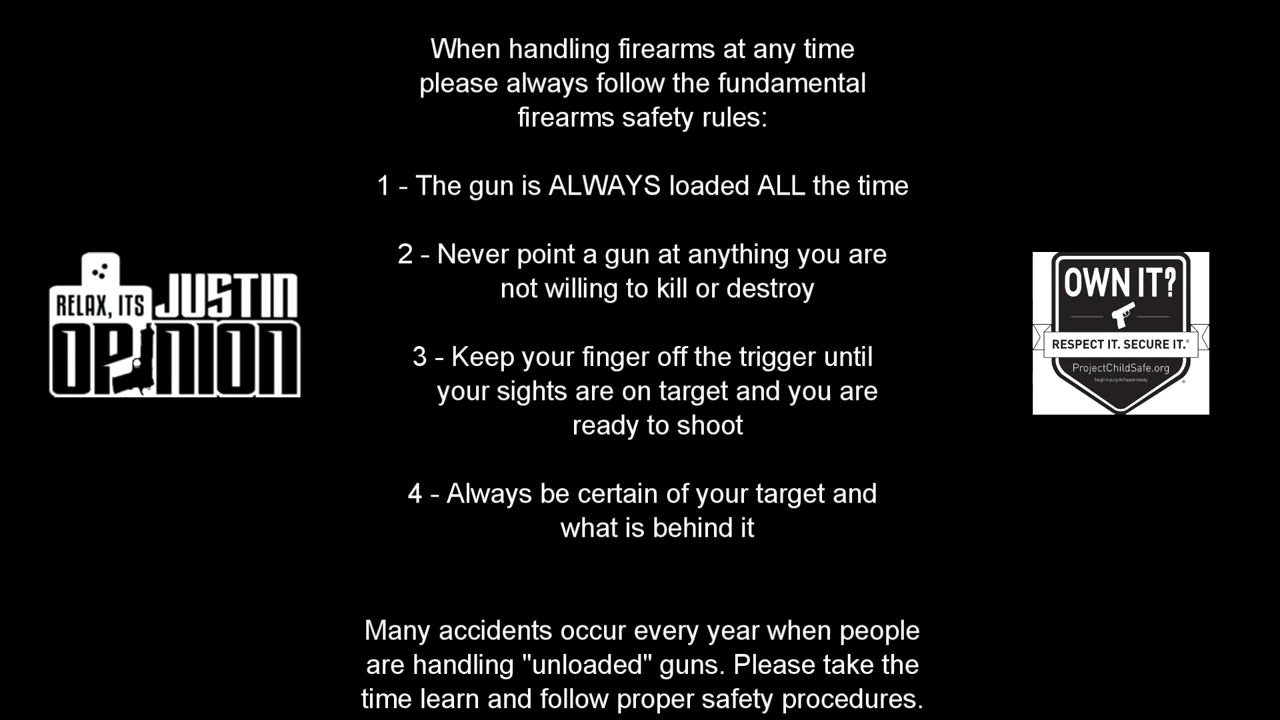 When handling firearms at any time
please always follow the fundamental
firearms safety rules:
1 - The gun is ALWAYS loaded ALL the time
2 - Never point a gun at anything you are
not willing to kill or destroy
3 - Keep your finger off the trigger until
your sights are on target and you are
ready to shoot
4 - Always be certain of your target and
what is behind it
Many accidents occur every year when people
are handling "unloaded" guns. Please take the
time learn and follow proper safety procedures.
RELAX, ITS JUSTIN
OPINION
OWN IT?
RESPECT IT. SECURE IT.®
ProjectChildSafe.org